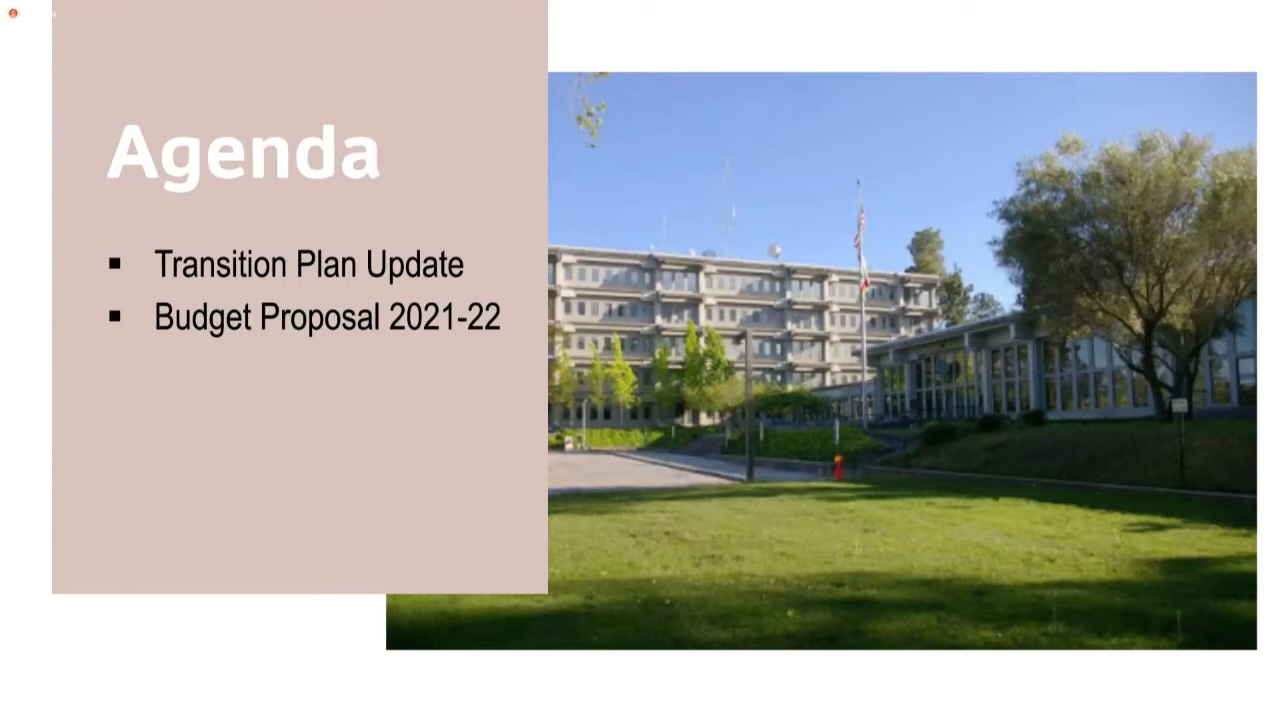 Agenda
▪ Transition Plan Update
▪ Budget Proposal 2021-22